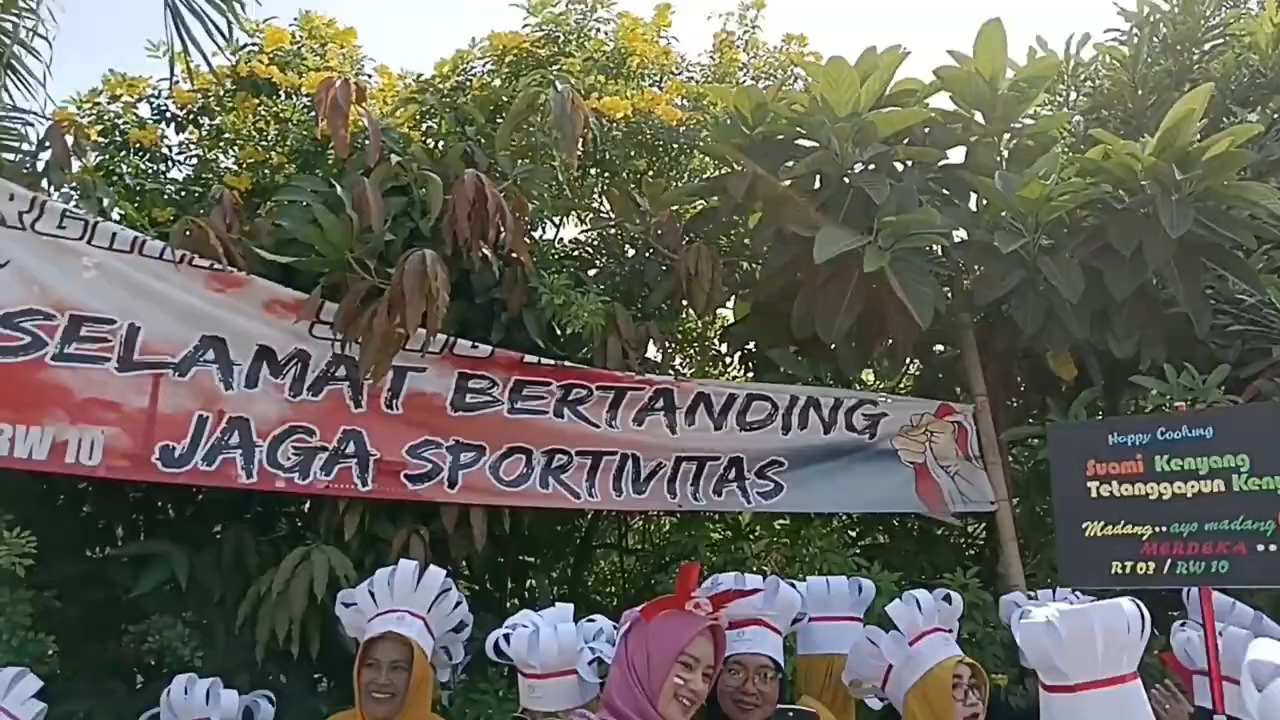 SELAMAT BERTANDING
JAGA SPORTIVITAS
RW 10
Happy Cooking
Suami Kenyang
Tetanggapun
Madang.. ayo madang
MERDEKA ..
RT 03 / RW 10